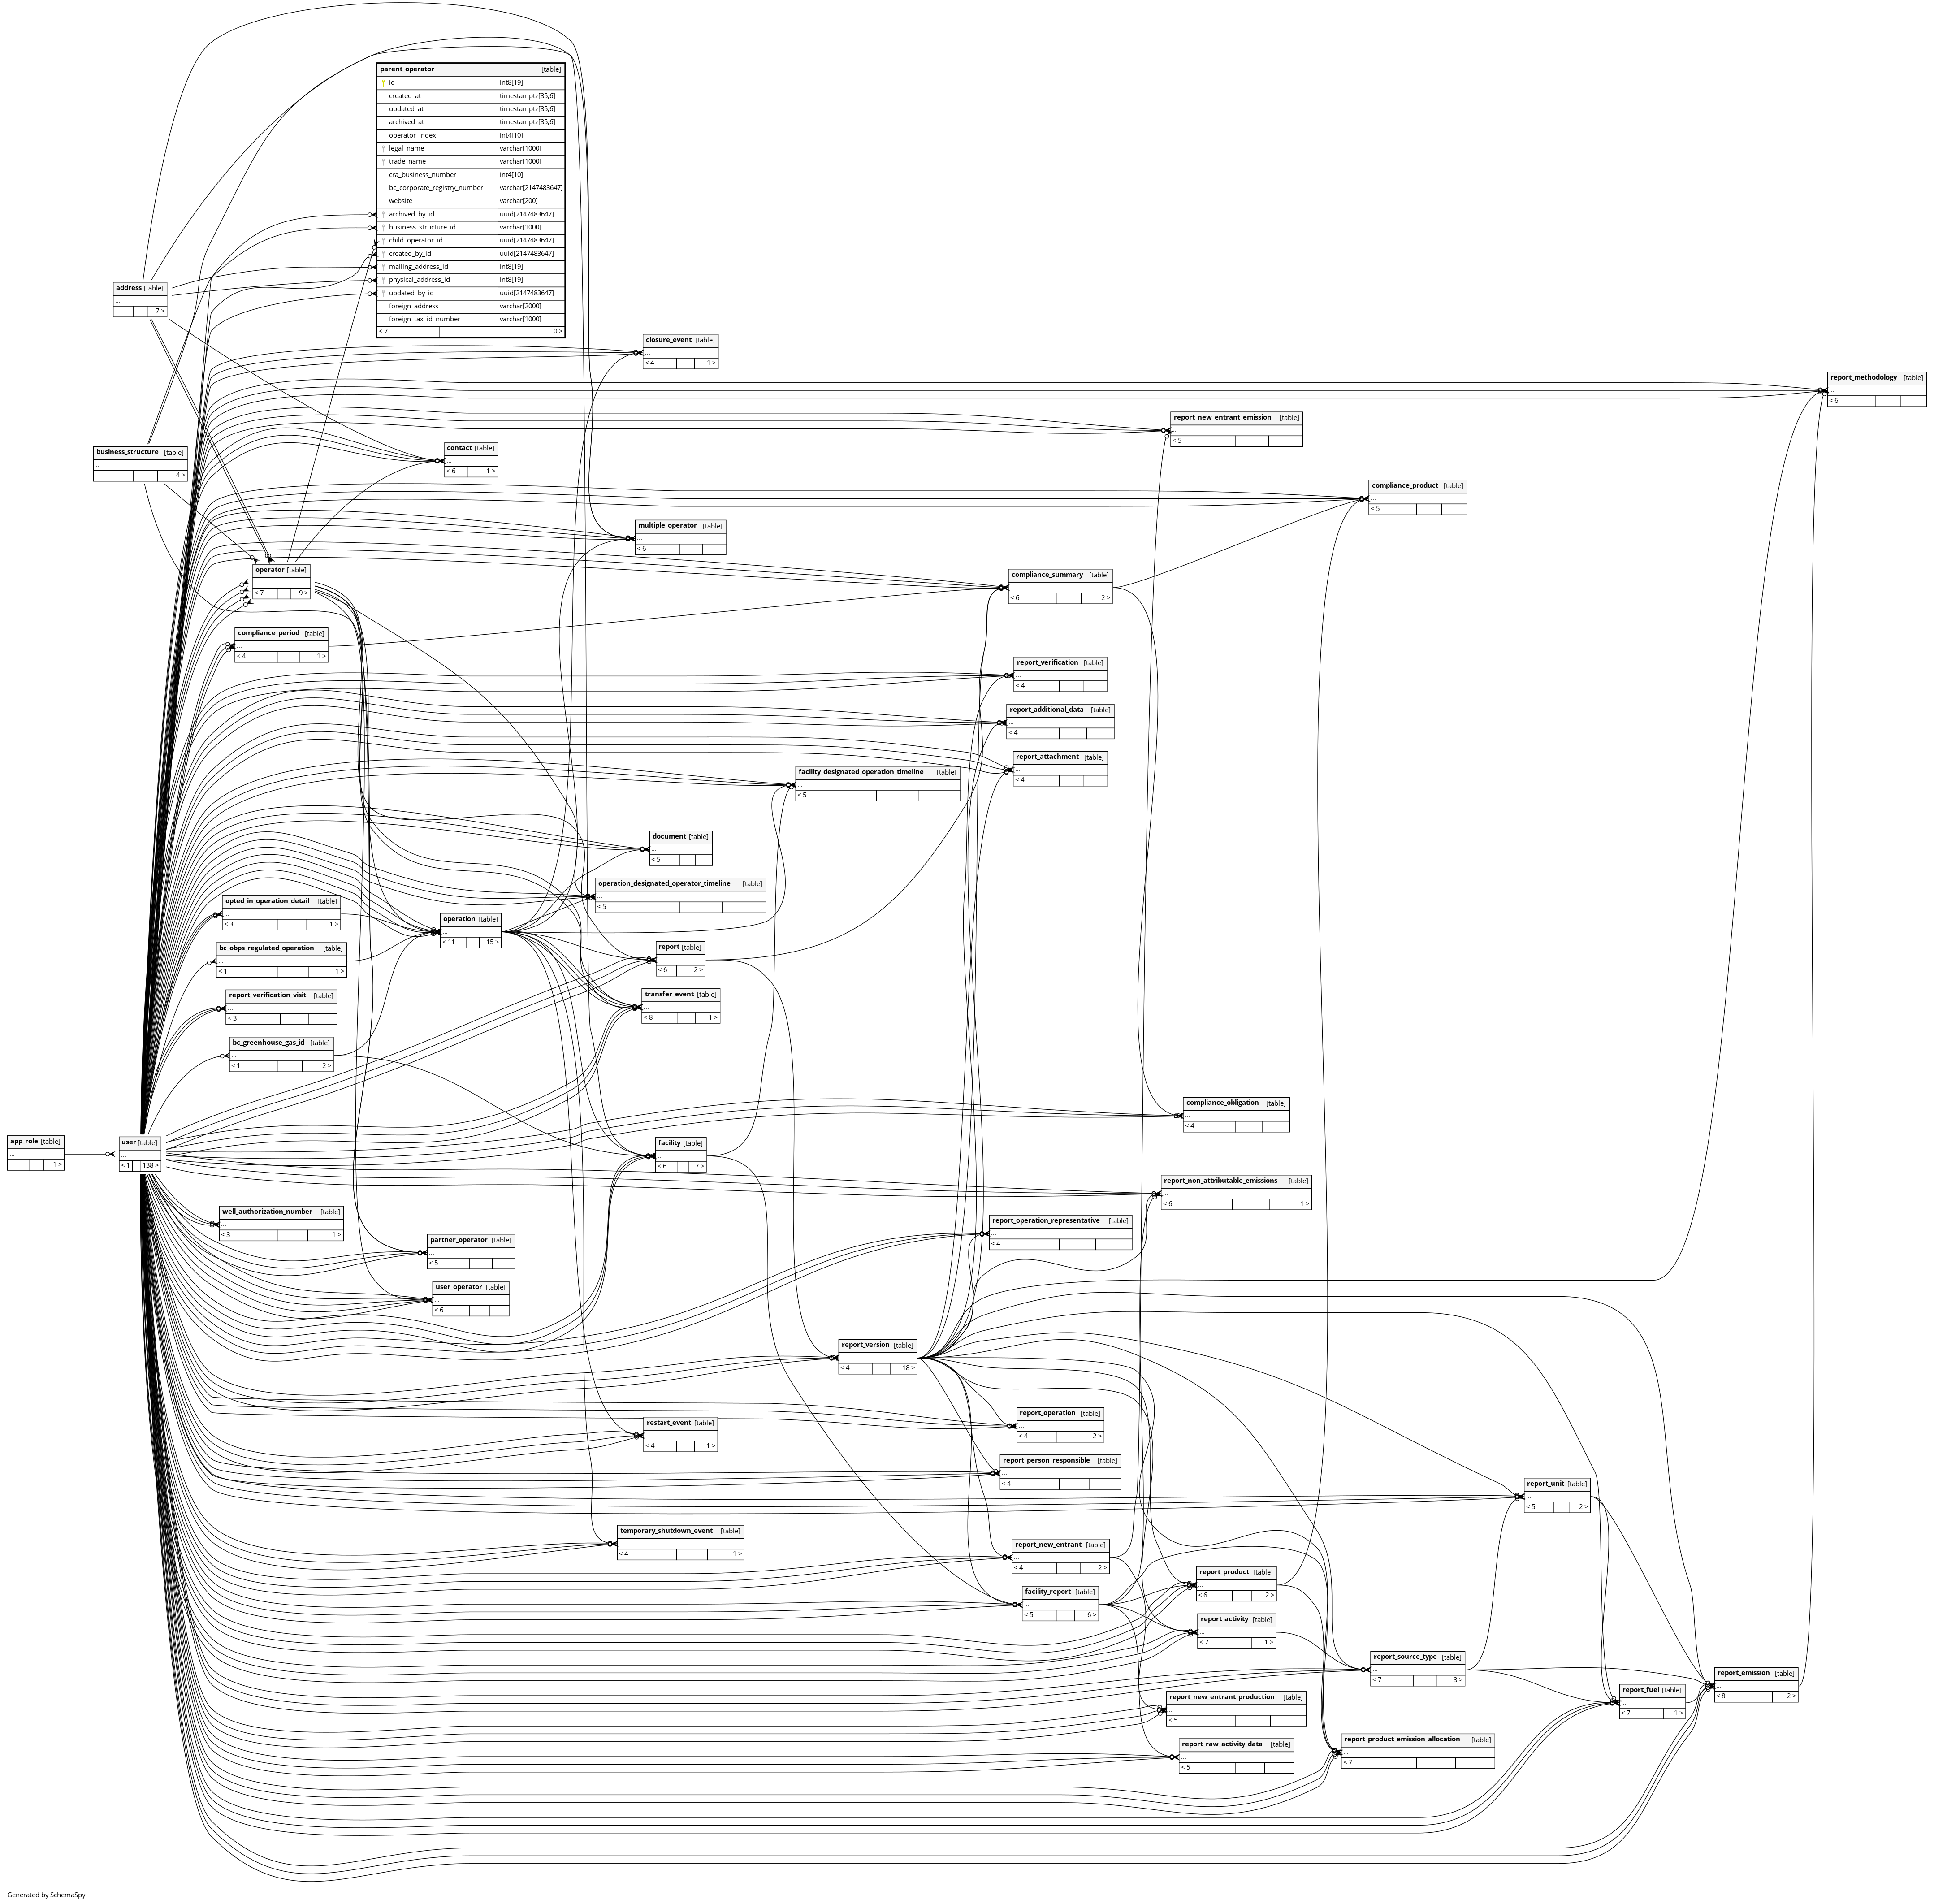 parent_operator [table]
id int8[19]
created_at timestamptz[35,6]
updated_at timestamptz[35,6]
archived_at timestamptz[35,6]
operator_index int4[10]
legal_name varchar[1000]
trade_name varchar[1000]
cra_business_number int4[10]
bc_corporate_registry_number varchar[2147483647]
website varchar[200]
archived_by_id uuid[2147483647]
business_structure_id varchar[1000]
child_operator_id uuid[2147483647]
created_by_id uuid[2147483647]
mailing_address_id int8[19]
physical_address_id int8[19]
updated_by_id uuid[2147483647]
foreign_address varchar[2000]
foreign_tax_id_number varchar[1000]
< 7 0 >
address [table]
...
7 >
closure_event [table]
...
< 4 1 >
report_methodology [table]
...
< 6
report_new_entrant_emission [table]
...
< 5
business_structure [table]
...
4 >
contact [table]
...
< 6 1 >
compliance_product [table]
...
< 5
multiple_operator [table]
...
< 6
operator [table]
...
< 7 9 >
compliance_summary [table]
...
< 6 2 >
compliance_period [table]
...
< 4 1 >
report_verification [table]
...
< 4
report_additional_data [table]
...
< 4
report_attachment [table]
...
< 4
facility_designated_operation_timeline [table]
...
< 5
document [table]
...
< 5
operation_designated_operator_timeline [table]
...
< 5
opted_in_operation_detail [table]
...
< 3 1 >
operation [table]
...
< 11 15 >
bc_obps_regulated_operation [table]
...
< 1 1 >
report [table]
...
< 6 2 >
report_verification_visit [table]
...
< 3
transfer_event [table]
...
< 8 1 >
bc_greenhouse_gas_id [table]
...
< 1 2 >
compliance_obligation [table]
...
< 4
app_role [table]
...
1 >
user [table]
...
< 1 138 >
facility [table]
...
< 6 7 >
report_non_attributable_emissions [table]
...
< 6 1 >
well_authorization_number [table]
...
< 3 1 >
report_operation_representative [table]
...
< 4
partner_operator [table]
...
< 5
user_operator [table]
...
< 6
report_version [table]
...
< 4 18 >
report_operation [table]
...
< 4 2 >
restart_event [table]
...
< 4 1 >
report_person_responsible [table]
...
< 4
report_unit [table]
...
< 5 2 >
temporary_shutdown_event [table]
...
< 4 1 >
report_new_entrant [table]
...
< 4 2 >
report_product [table]
...
< 6 2 >
facility_report [table]
...
< 5 6 >
report_activity [table]
...
< 7 1 >
report_source_type [table]
...
< 7 3 >
report_emission [table]
...
< 8 2 >
report_fuel [table]
...
< 7 1 >
report_new_entrant_production [table]
...
< 5
report_product_emission_allocation [table]
...
< 7
report_raw_activity_data [table]
...
< 5
Generated by SchemaSpy